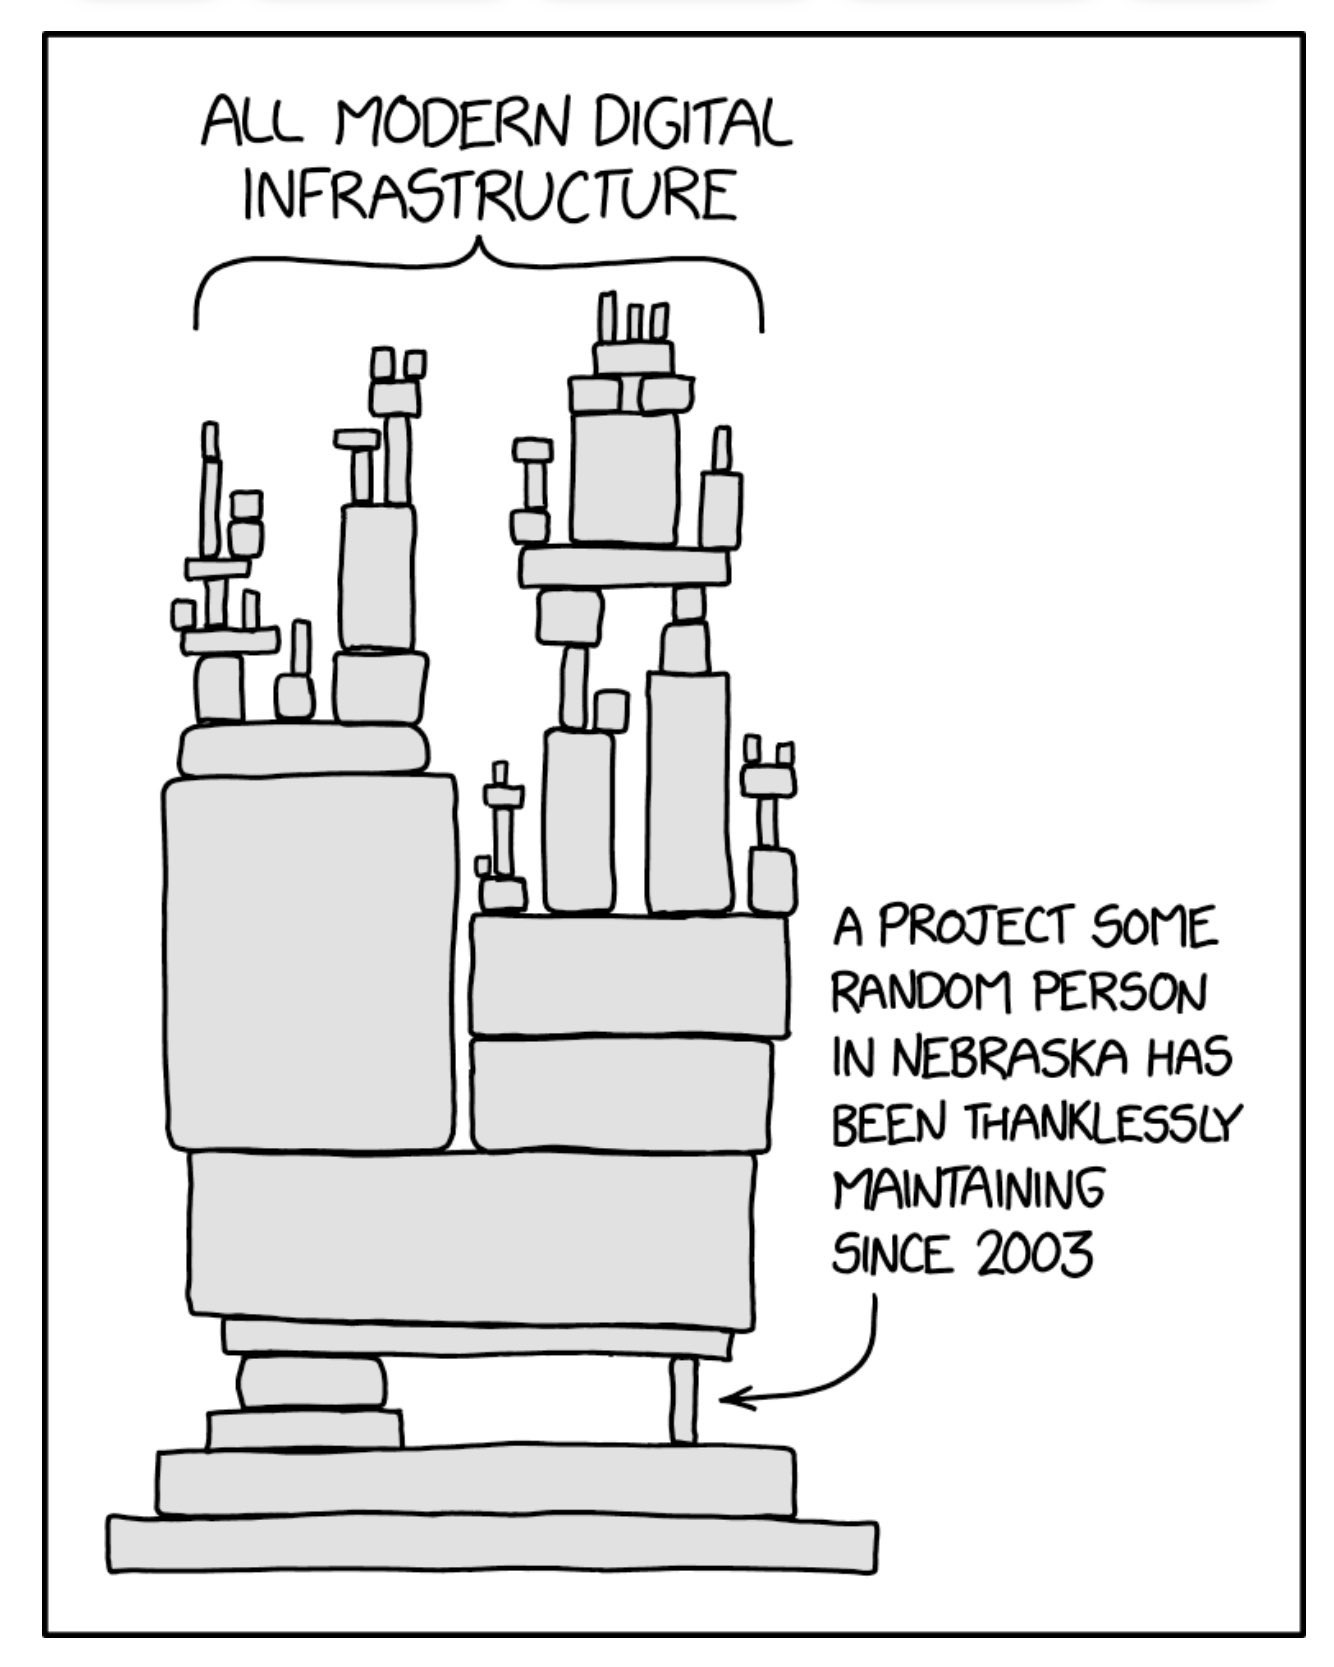 ALL MODERN DIGITAL
INFRASTRUCTURE
A PROJECT SOME
RANDOM PERSON
IN NEBRASKA HAS
BEEN THANKLESSLY
MAINTAINING
SINCE 2003